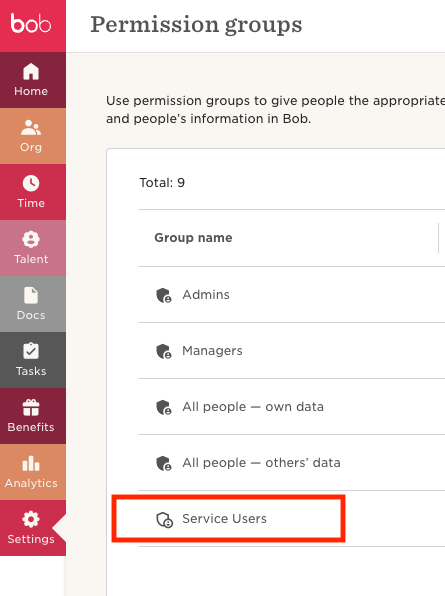 bob
Permission groups
Home
Org
Time
Talent
Docs
Tasks
Benefits
Analytics
Settings
Use permission groups to give people the appropriate
and people's information in Bob.
Total: 9
Group name
Admins
Managers
All people — own data
All people — others' data
Service Users